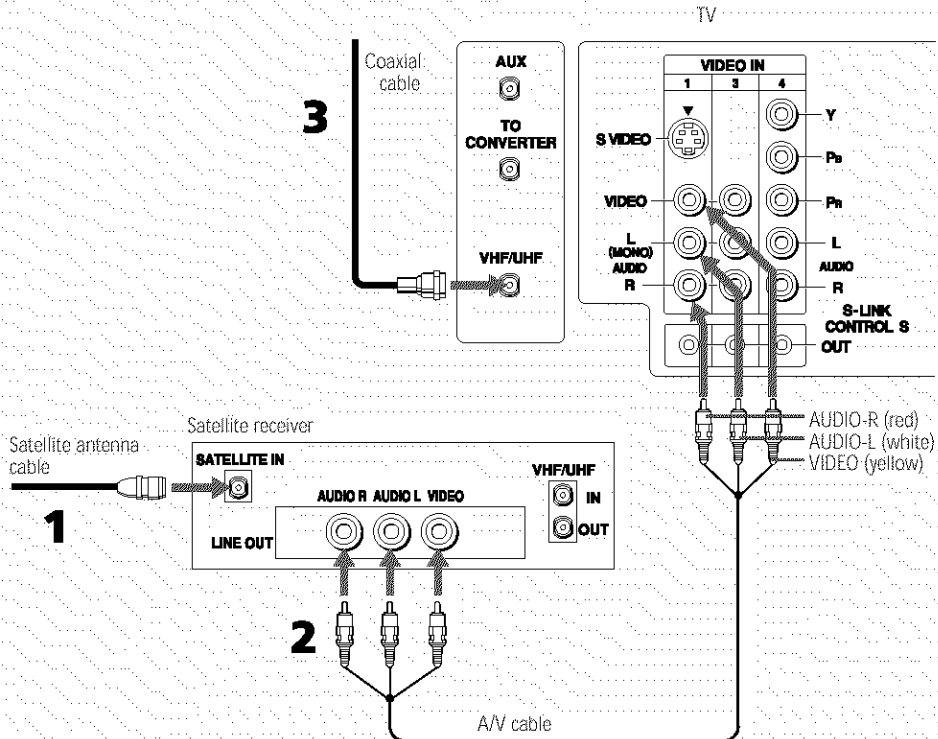 TV
Coaxial
cable
3
AUX
TO
CONVERTER
VHF/UHF
VIDEO IN
1 3 4
S VIDEO
VIDEO
L
(MONO)
AUDIO
R
Y
PB
PR
L
AUDIO
R
S-LINK
CONTROL S
OUT
AUDIO-R (red)
AUDIO-L (white)
VIDEO (yellow)
Satellite antenna
cable
1
Satellite receiver
SATELLITE IN
AUDIO R AUDIO L VIDEO
LINE OUT
VHF/UHF
IN
OUT
2
A/V cable